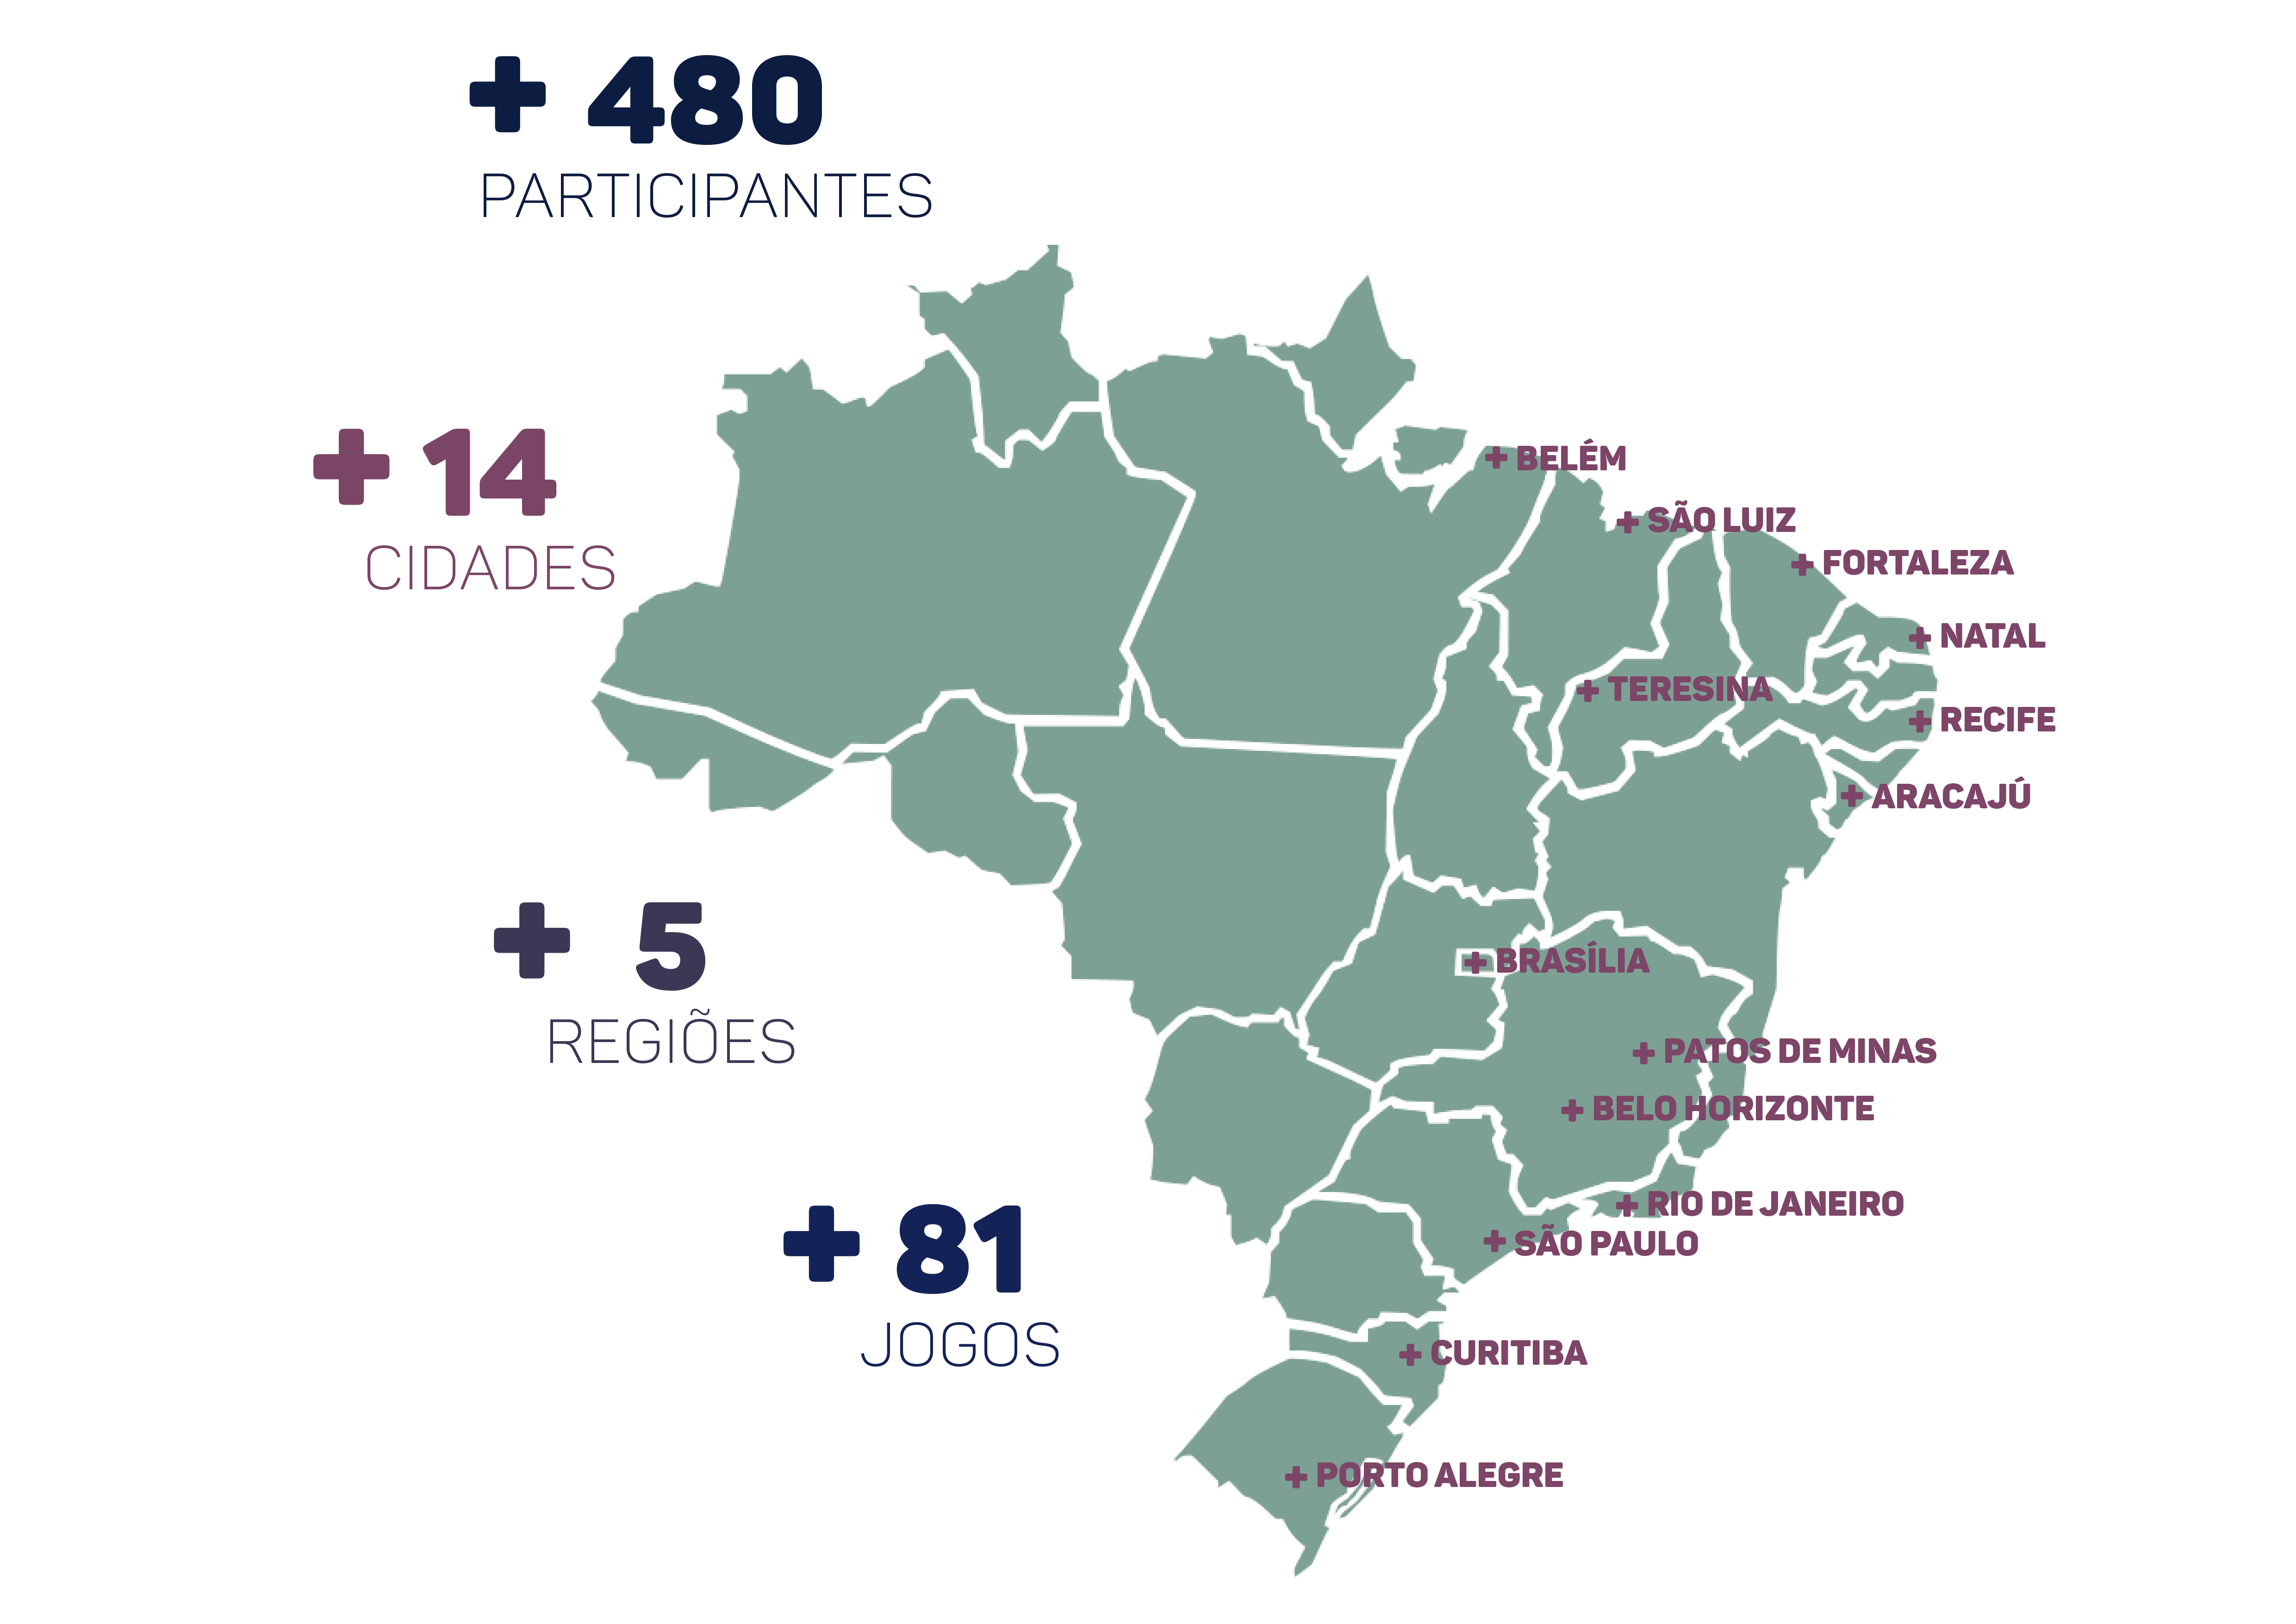 + 480
PARTICIPANTES
+ 14
CIDADES
+ BELÉM
+ SÃO LUIZ
+ FORTALEZA
+ NATAL
+ TERESINA
+ RECIFE
+ ARACAJÚ
+ 5
REGIÕES
+ BRASÍLIA
+ PATOS DE MINAS
+ BELO HORIZONTE
+ RIO DE JANEIRO
+ SÃO PAULO
+ 81
JOGOS
+ CURITIBA
+ PORTO ALEGRE